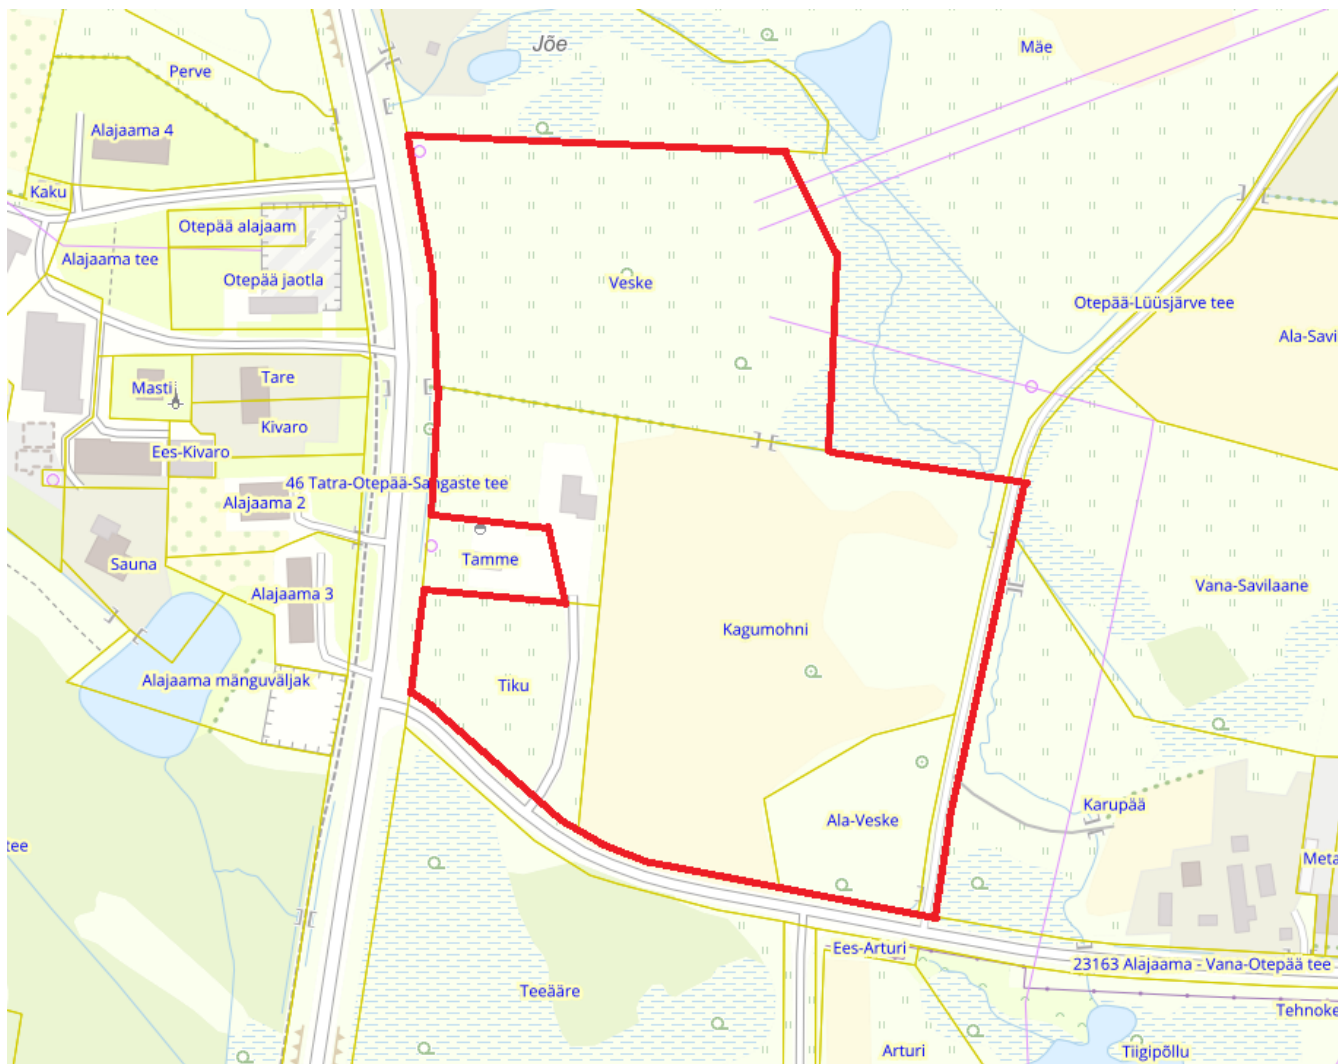 Jõe
Mäe
Perve
Alajaama 4
Kaku
Otepää alajaam
Alajaama tee
Otepää jaotla
Veske
Otepää-Lüüsjärve tee
Ala-Savi
Tare
Masti
Kivaro
Ees-Kivaro
46 Tatra-Otepää-Sangaste tee
Alajaama 2
Tamme
Sauna
Vana-Savilaane
Alajaama 3
Kagumohni
Alajaama mänguväljak
Tiku
Karupää
Ala-Veske
tee
Meta
Ees-Arturi
23163 Alajaama - Vana-Otepää tee
Teeääre
Tehnoke
Arturi
Tiigipõllu